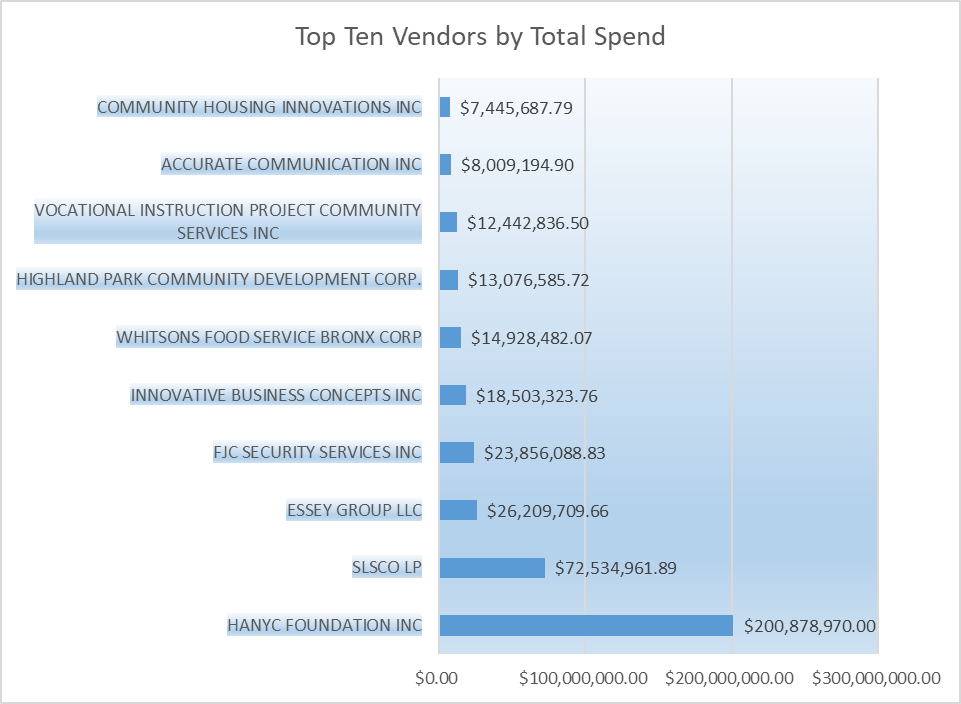 Top Ten Vendors by Total Spend
COMMUNITY HOUSING INNOVATIONS INC $7,445,687.79
ACCURATE COMMUNICATION INC $8,009,194.90
VOCATIONAL INSTRUCTION PROJECT COMMUNITY
SERVICES INC $12,442,836.50
HIGHLAND PARK COMMUNITY DEVELOPMENT CORP. $13,076,585.72
WHITSONS FOOD SERVICE BRONX CORP $14,928,482.07
INNOVATIVE BUSINESS CONCEPTS INC $18,503,323.76
FJC SECURITY SERVICES INC $23,856,088.83
ESSEY GROUP LLC $26,209,709.66
SLSCO LP $72,534,961.89
HANYC FOUNDATION INC $200,878,970.00
$0.00 $100,000,000.00 $200,000,000.00 $300,000,000.00